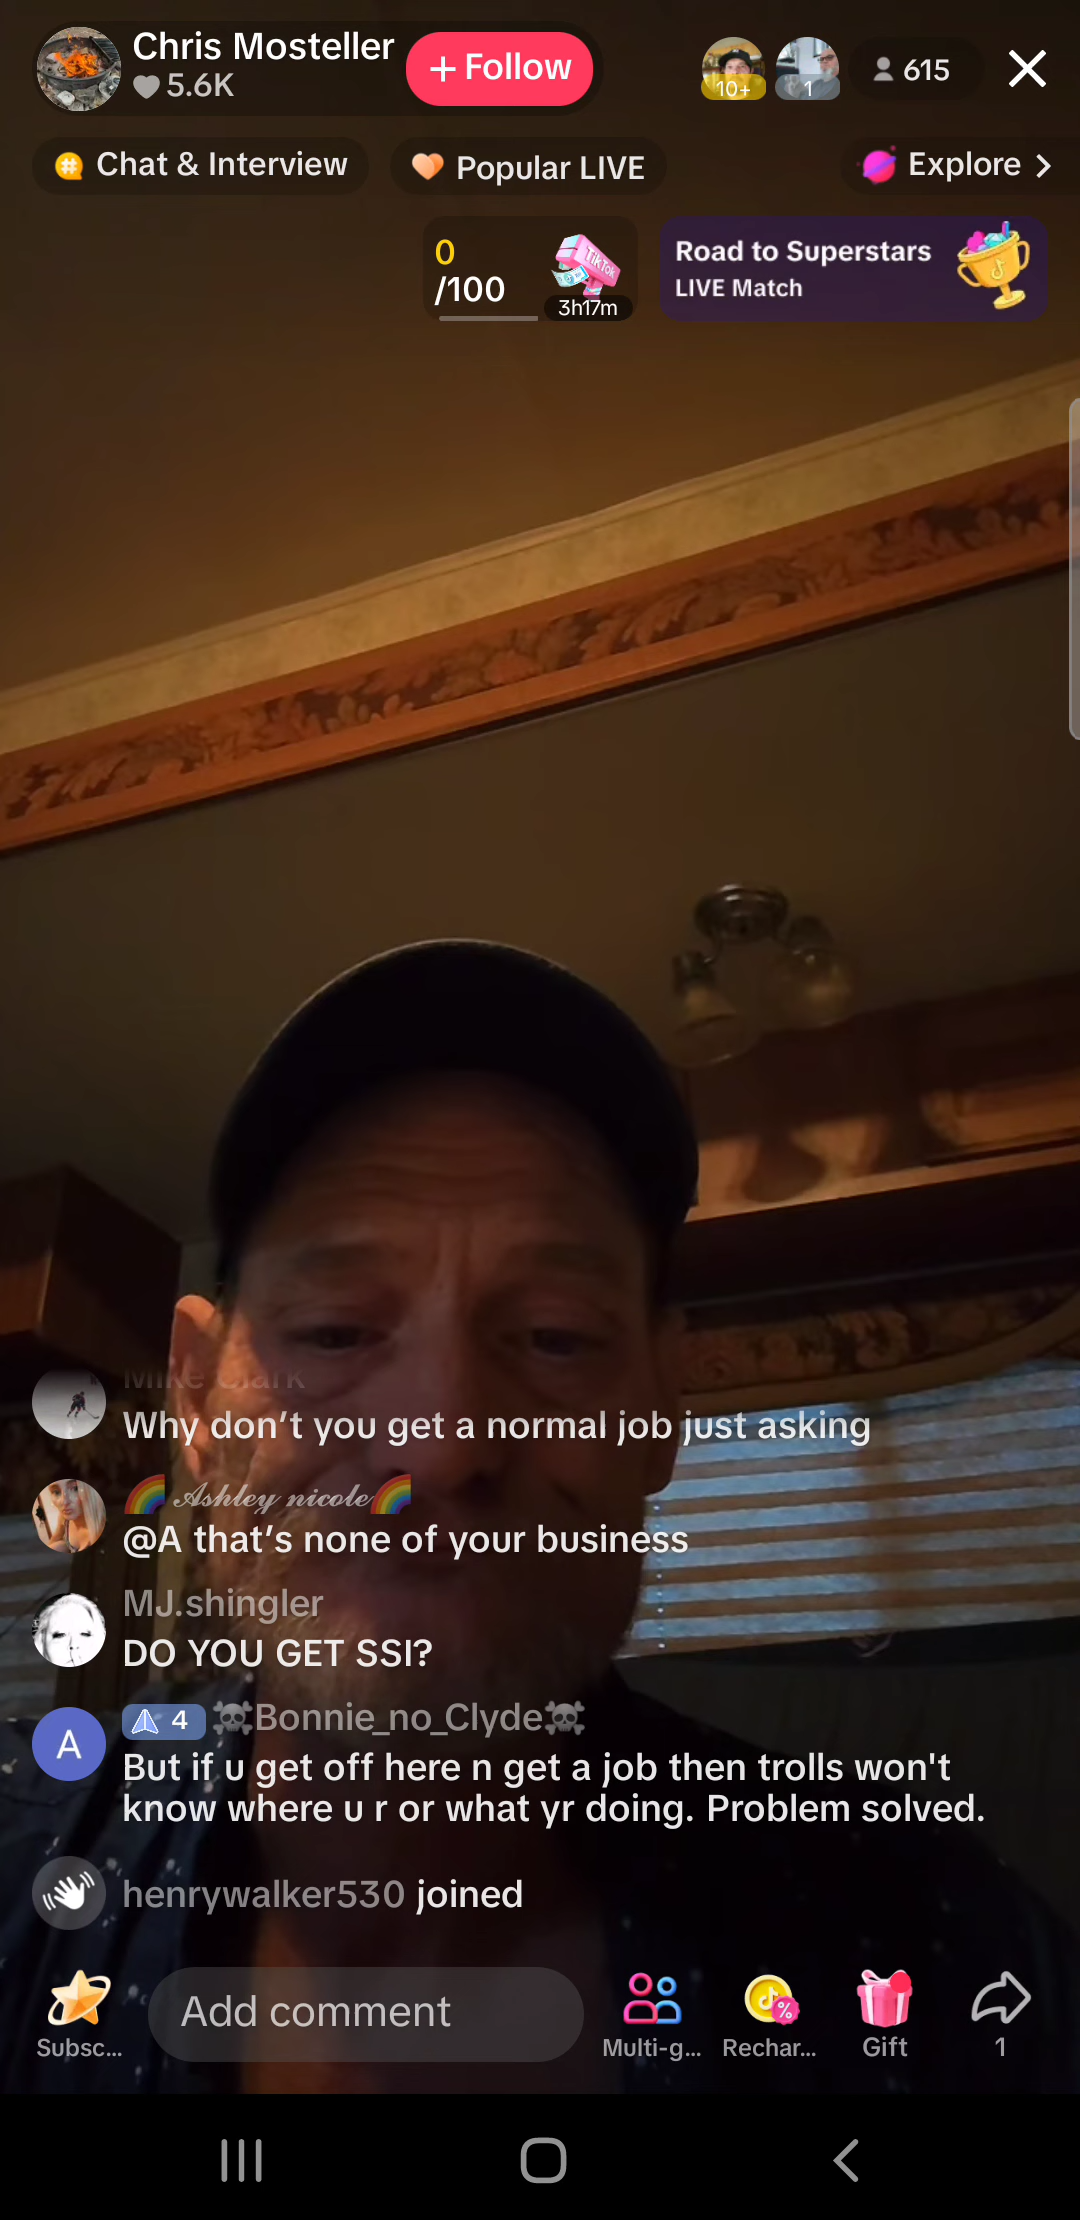 Chris Mosteller
5.6K
+ Follow
10+
1
615
Chat & Interview
Popular LIVE
Explore >
0
/100
TikTok
3h17m
Road to Superstars
LIVE Match
Mike Clark
Why don't you get a normal job just asking
🌈 𝒜𝓈𝒽𝓁ℯ𝓎 𝓃𝒾𝒸ℴ𝓁ℯ🌈
@A that's none of your business
MJ.shingler
DO YOU GET SSI?
A
4 ☠️Bonnie_no_Clyde☠️
But if u get off here n get a job then trolls won't
know where u r or what yr doing. Problem solved.
henrywalker530 joined
Subsc...
Add comment
Multi-g...
Rechar...
Gift
1